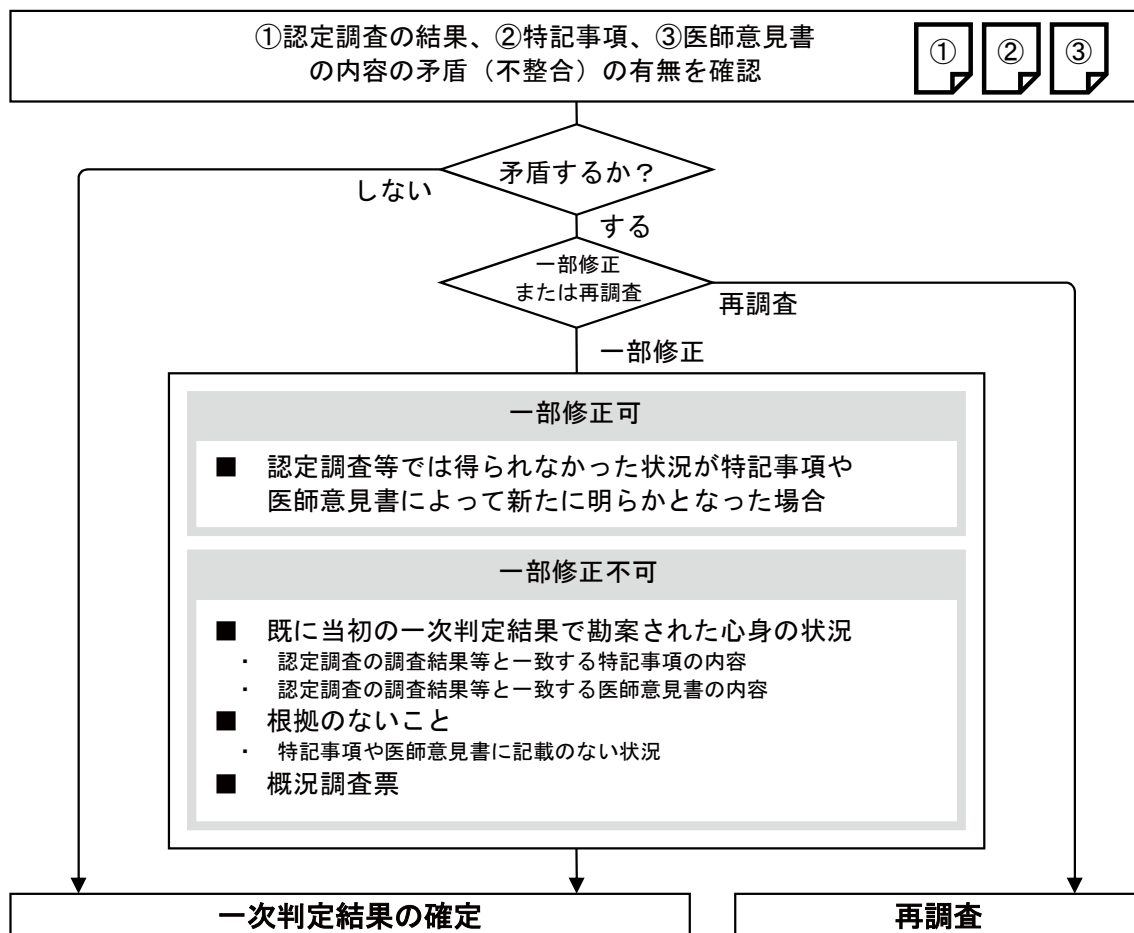 ①認定調査の結果、②特記事項、③医師意見書
の内容の矛盾（不整合）の有無を確認
① ② ③
矛盾するか？
しない
する
一部修正
または再調査
再調査
一部修正
一部修正可
■ 認定調査等では得られなかった状況が特記事項や
医師意見書によって新たに明らかとなった場合
一部修正不可
■ 既に当初の一次判定結果で勘案された心身の状況
・ 認定調査の調査結果等と一致する特記事項の内容
・ 認定調査の調査結果等と一致する医師意見書の内容
■ 根拠のないこと
・ 特記事項や医師意見書に記載のない状況
■ 概況調査票
一次判定結果の確定
再調査